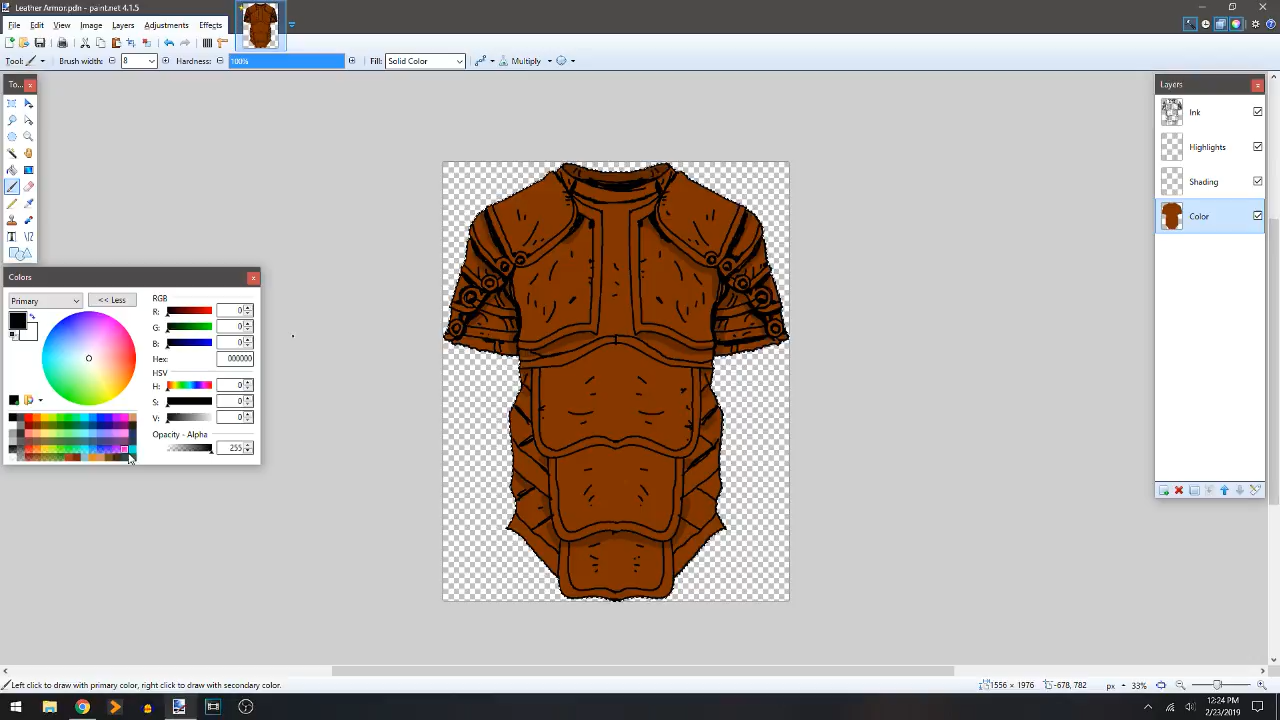 Leather Armor.pdn - paint.net 4.1.5
File Edit View Image Layers Adjustments Effects
Tool: Brush width: 8 Hardness: 100% Fill: Solid Color Multiply
To...
Layers
Ink
Highlights
Shading
Color
Colors
Primary << Less
RGB
R: 0
G: 0
B: 0
Hex: 000000
HSV
H: 0
S: 0
V: 0
Opacity - Alpha
255
Left click to draw with primary color, right click to draw with secondary color. 1556 × 1976 -678, 782 px 33%
12:24 PM
2/23/2019